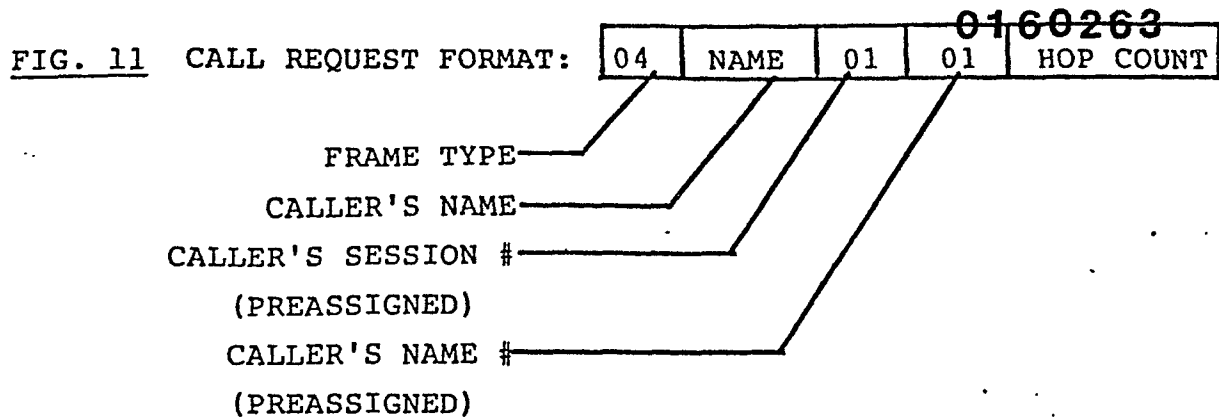 0160263
FIG. 11 CALL REQUEST FORMAT: 04 NAME 01 01 HOP COUNT
FRAME TYPE
CALLER'S NAME
CALLER'S SESSION #
(PREASSIGNED)
CALLER'S NAME #
(PREASSIGNED)